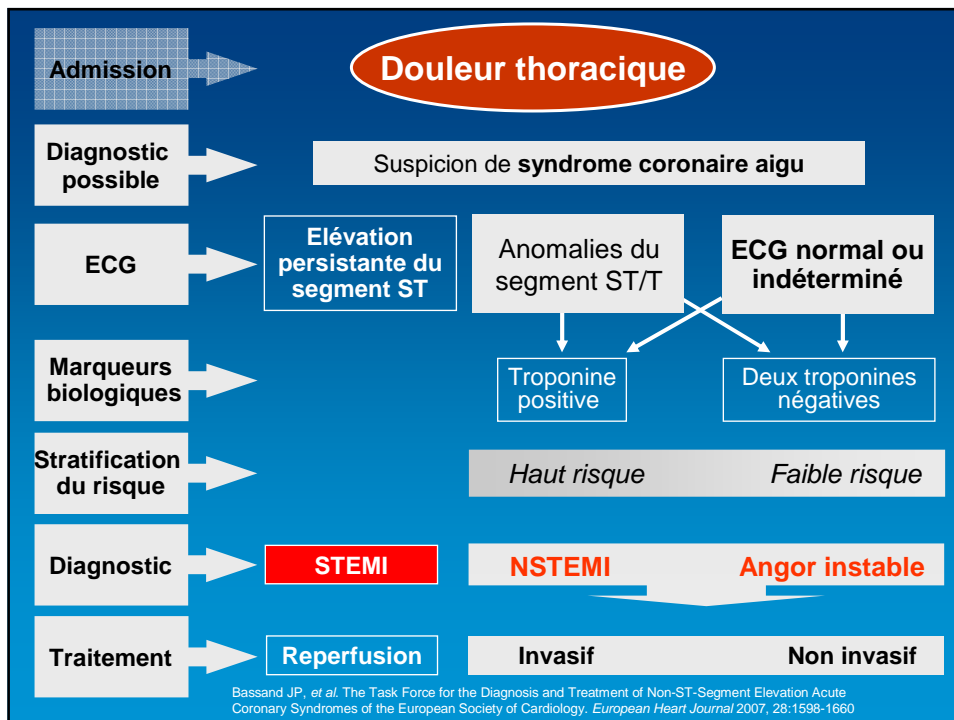 Admission
Douleur thoracique
Diagnostic
possible
Suspicion de syndrome coronaire aigu
ECG
Elévation
persistante du
segment ST
Anomalies du
segment ST/T
ECG normal ou
indéterminé
Marqueurs
biologiques
Troponine
positive
Deux troponines
négatives
Stratification
du risque
Haut risque
Faible risque
Diagnostic
STEMI
NSTEMI
Angor instable
Traitement
Reperfusion
Invasif
Non invasif
Bassand JP, et al. The Task Force for the Diagnosis and Treatment of Non-ST-Segment Elevation Acute
Coronary Syndromes of the European Society of Cardiology. European Heart Journal 2007, 28:1598-1660